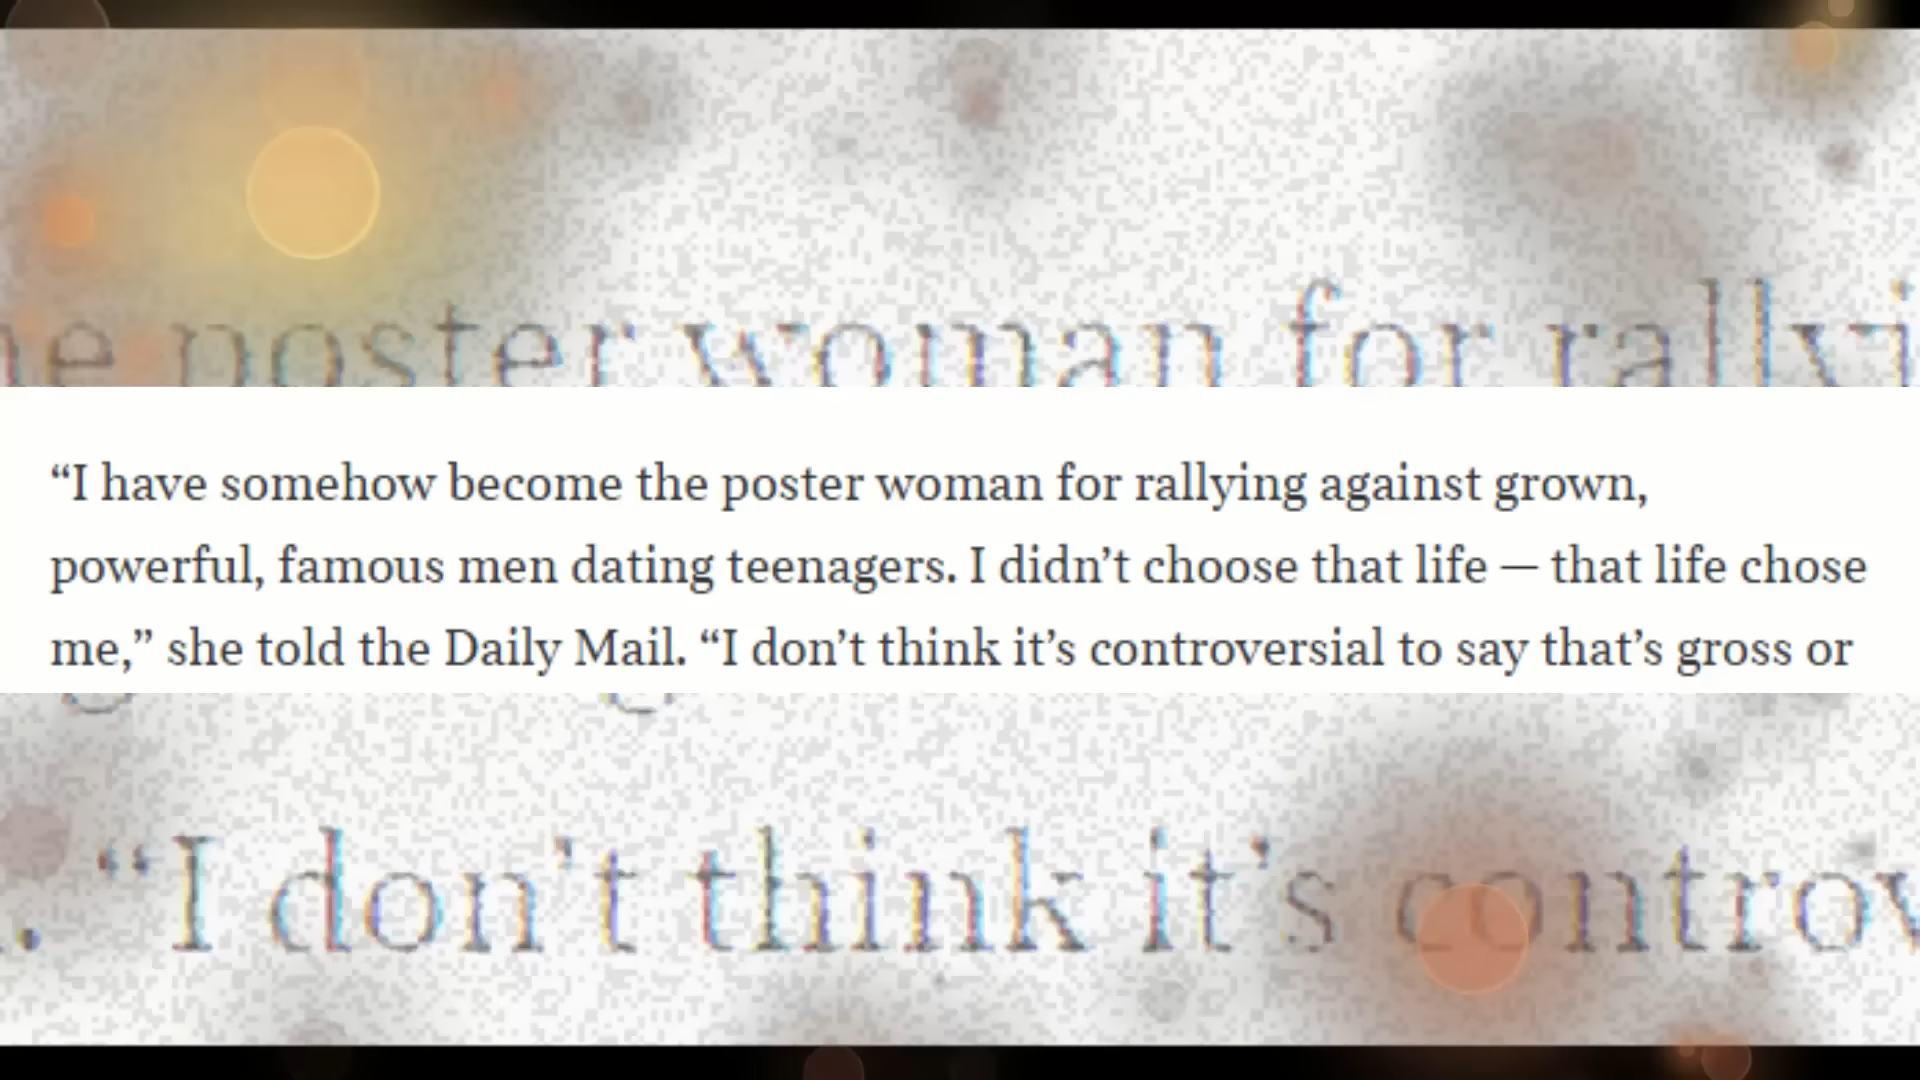 e poster woman for rallyi
“I have somehow become the poster woman for rallying against grown,
powerful, famous men dating teenagers. I didn’t choose that life — that life chose
me,” she told the Daily Mail. “I don’t think it’s controversial to say that’s gross or
. “I don’t think it’s controv